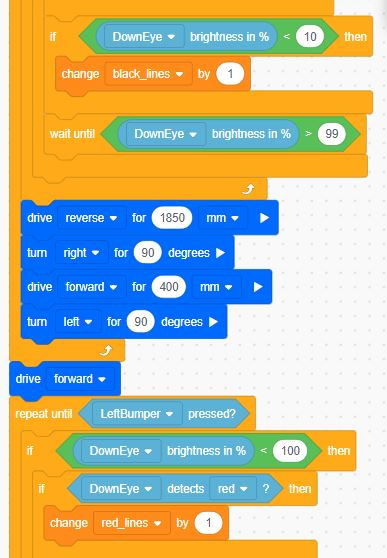 if DownEye brightness in % < 10 then
change black_lines by 1
wait until DownEye brightness in % > 99
drive reverse for 1850 mm
turn right for 90 degrees
drive forward for 400 mm
turn left for 90 degrees
drive forward
repeat until LeftBumper pressed?
if DownEye brightness in % < 100 then
if DownEye detects red ? then
change red_lines by 1